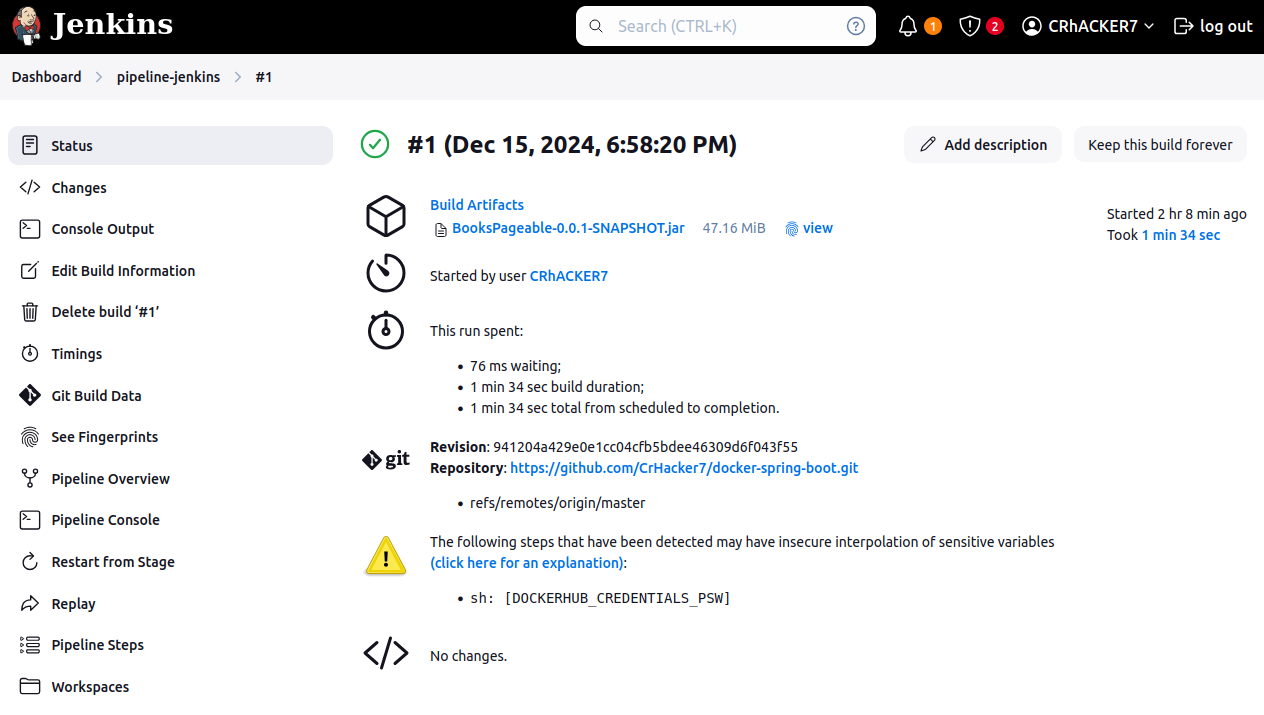 Jenkins
Search (CTRL+K)
?
1
2
CRhACKER7
log out
Dashboard > pipeline-jenkins > #1
Status
Changes
Console Output
Edit Build Information
Delete build ‘#1’
Timings
Git Build Data
See Fingerprints
Pipeline Overview
Pipeline Console
Restart from Stage
Replay
Pipeline Steps
Workspaces
#1 (Dec 15, 2024, 6:58:20 PM)
Add description
Keep this build forever
Build Artifacts
BooksPageable-0.0.1-SNAPSHOT.jar 47.16 MiB view
Started 2 hr 8 min ago
Took 1 min 34 sec
Started by user CRhACKER7
This run spent:
• 76 ms waiting;
• 1 min 34 sec build duration;
• 1 min 34 sec total from scheduled to completion.
git
Revision: 941204a429e0e1cc04cfb5bdee46309d6f043f55
Repository: https://github.com/CrHacker7/docker-spring-boot.git
• refs/remotes/origin/master
The following steps that have been detected may have insecure interpolation of sensitive variables
(click here for an explanation):
• sh: [DOCKERHUB_CREDENTIALS_PSW]
No changes.